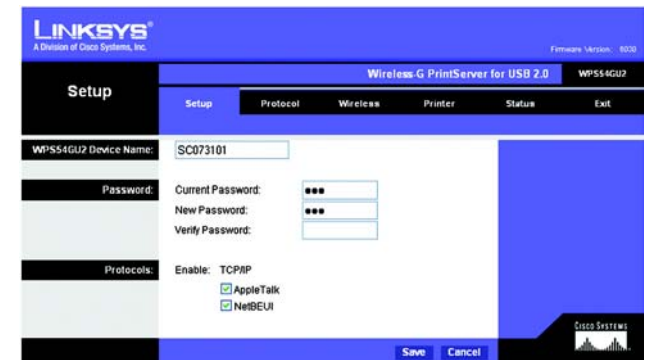 LINKSYS®
A Division of Cisco Systems, Inc.
Firmware Version: 6030
Wireless-G PrintServer for USB 2.0 WPS54GU2
Setup
Setup Protocol Wireless Printer Status Exit
WPS54GU2 Device Name: SC073101
Password: Current Password: ●●●
New Password: ●●●
Verify Password:
Protocols: Enable: TCP/IP
AppleTalk
NetBEUI
Save Cancel
CISCO SYSTEMS